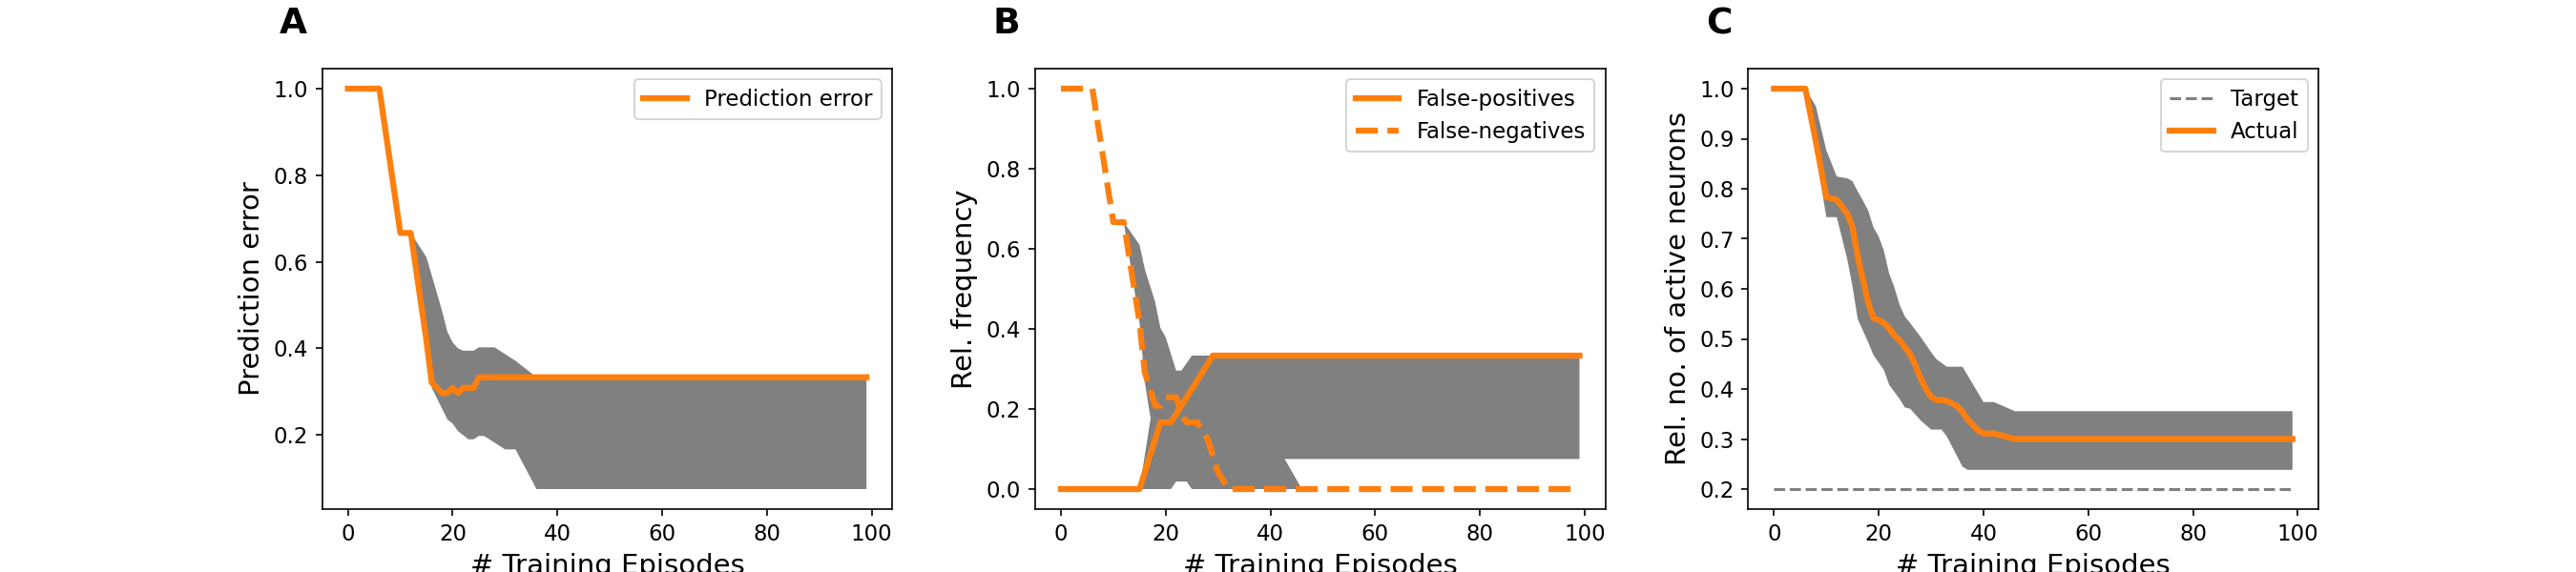 A
Prediction error
1.0
0.8
0.6
0.4
0.2
Prediction error
0 20 40 60 80 100
# Training Episodes
B
Rel. frequency
1.0
0.8
0.6
0.4
0.2
0.0
False-positives
False-negatives
0 20 40 60 80 100
# Training Episodes
C
Rel. no. of active neurons
1.0
0.9
0.8
0.7
0.6
0.5
0.4
0.3
0.2
Target
Actual
0 20 40 60 80 100
# Training Episodes